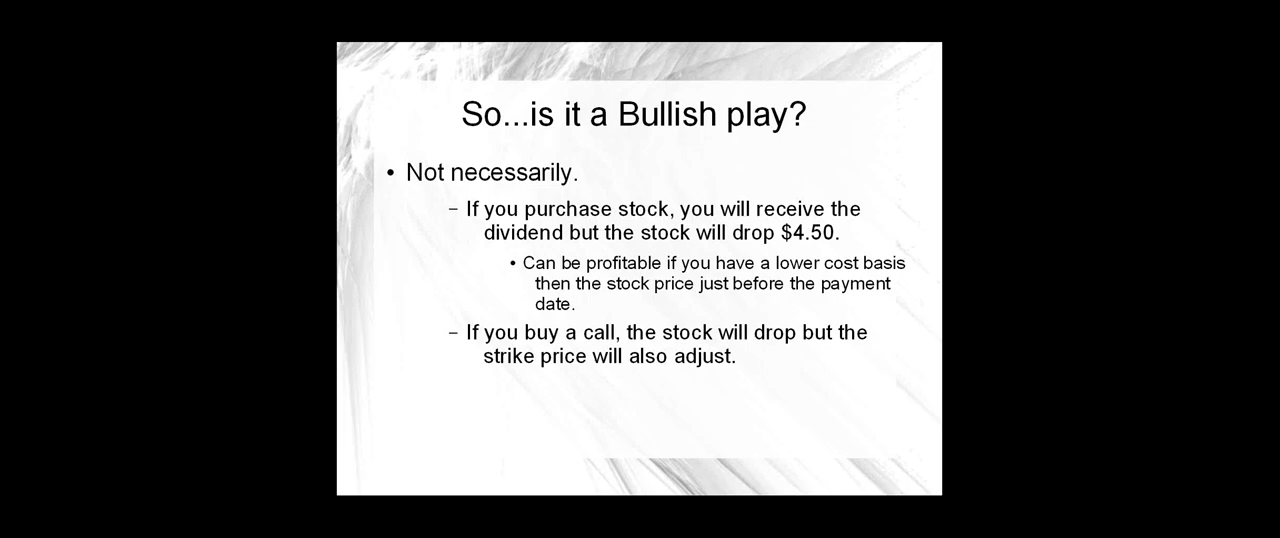 So...is it a Bullish play?
• Not necessarily.
– If you purchase stock, you will receive the
dividend but the stock will drop $4.50.
• Can be profitable if you have a lower cost basis
then the stock price just before the payment
date.
– If you buy a call, the stock will drop but the
strike price will also adjust.